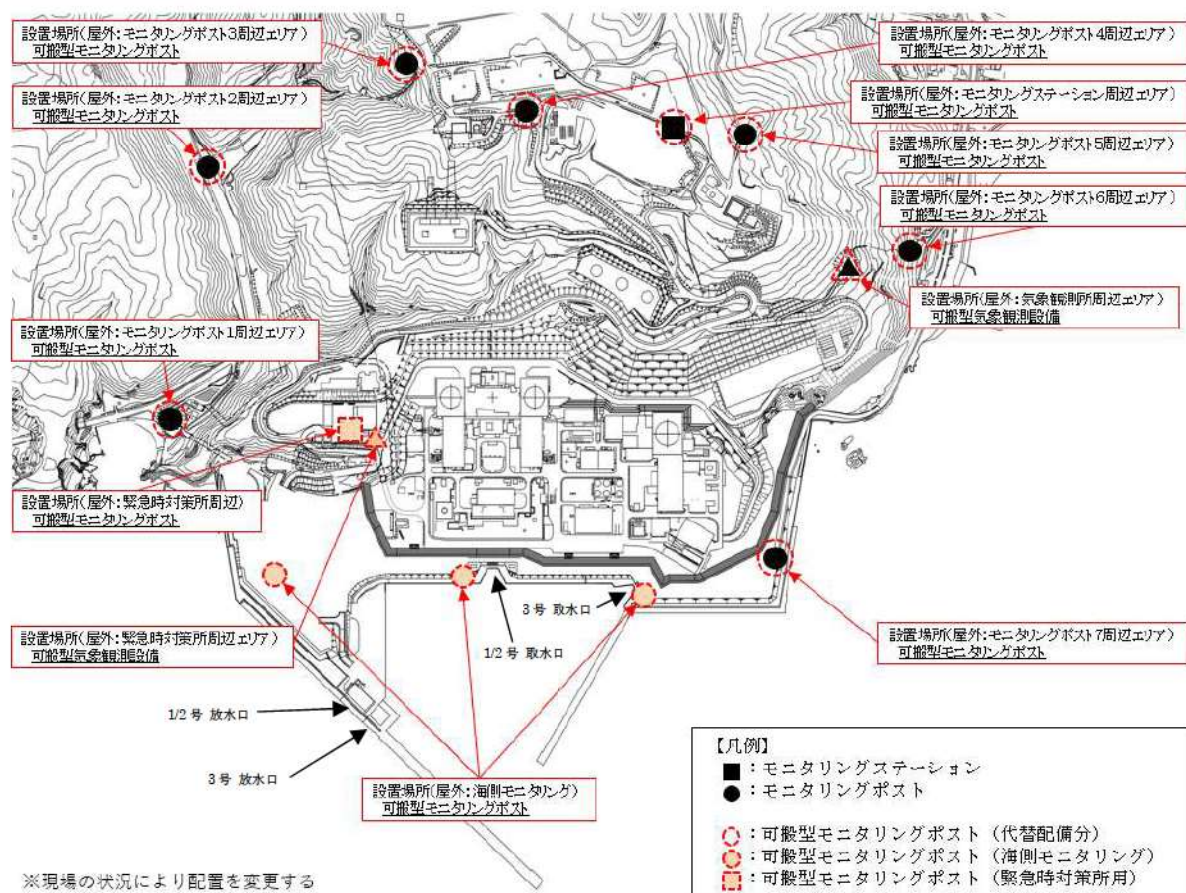 設置場所(屋外:モニタリングポスト3周辺エリア)
可搬型モニタリングポスト
設置場所(屋外:モニタリングポスト4周辺エリア)
可搬型モニタリングポスト
設置場所(屋外:モニタリングポスト2周辺エリア)
可搬型モニタリングポスト
設置場所(屋外:モニタリングステーション周辺エリア)
可搬型モニタリングポスト
設置場所(屋外:モニタリングポスト5周辺エリア)
可搬型モニタリングポスト
設置場所(屋外:モニタリングポスト6周辺エリア)
可搬型モニタリングポスト
設置場所(屋外:気象観測所周辺エリア)
可搬型気象観測設備
設置場所(屋外:モニタリングポスト1周辺エリア)
可搬型モニタリングポスト
設置場所(屋外:緊急時対策所周辺)
可搬型モニタリングポスト
設置場所(屋外:緊急時対策所周辺エリア)
可搬型気象観測設備
3号 取水口
1/2号 取水口
設置場所(屋外:モニタリングポスト7周辺エリア)
可搬型モニタリングポスト
1/2号 放水口
3号 放水口
設置場所(屋外:海側モニタリング)
可搬型モニタリングポスト
【凡例】
:モニタリングステーション
:モニタリングポスト
:可搬型モニタリングポスト(代替配備分)
:可搬型モニタリングポスト(海側モニタリング)
:可搬型モニタリングポスト(緊急時対策所用)
※現場の状況により配置を変更する